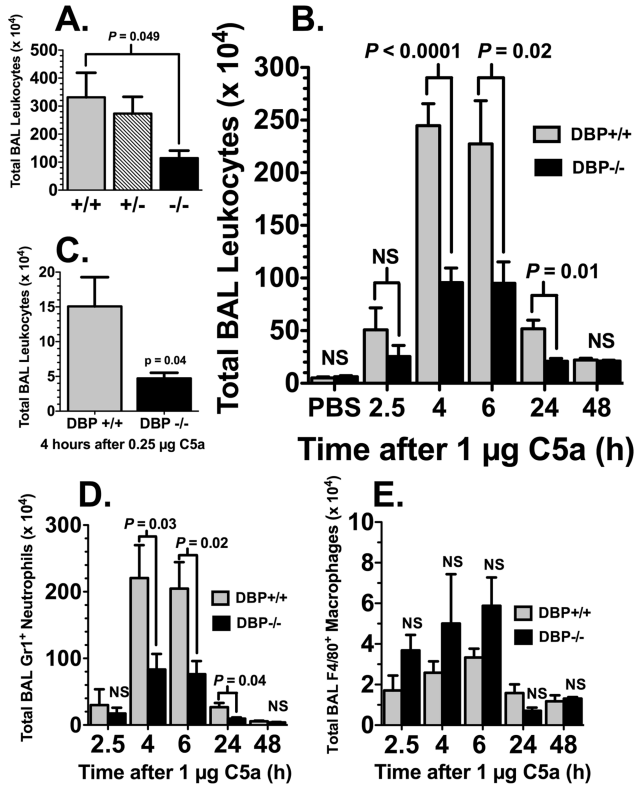 A.
P = 0.049
Total BAL Leukocytes (x 10⁴)
500
400
300
200
100
0
+/+ +/- -/-
B.
P < 0.0001 P = 0.02
Total BAL Leukocytes (x 10⁴)
300
250
200
150
100
50
0
DBP+/+
DBP-/-
NS
NS
P = 0.01
NS
PBS 2.5 4 6 24 48
Time after 1 µg C5a (h)
C.
Total BAL Leukocytes (x 10⁴)
20
15
10
5
0
p = 0.04
DBP +/+ DBP -/-
4 hours after 0.25 µg C5a
D.
Total BAL Gr1⁺ Neutrophils (x 10⁴)
300
200
100
0
P = 0.03
P = 0.02
DBP+/+
DBP-/-
NS
P = 0.04
NS
2.5 4 6 24 48
Time after 1 µg C5a (h)
E.
Total BAL F4/80⁺ Macrophages (x 10⁴)
10
8
6
4
2
0
NS
NS
NS
DBP+/+
DBP-/-
NS
NS
2.5 4 6 24 48
Time after 1 µg C5a (h)